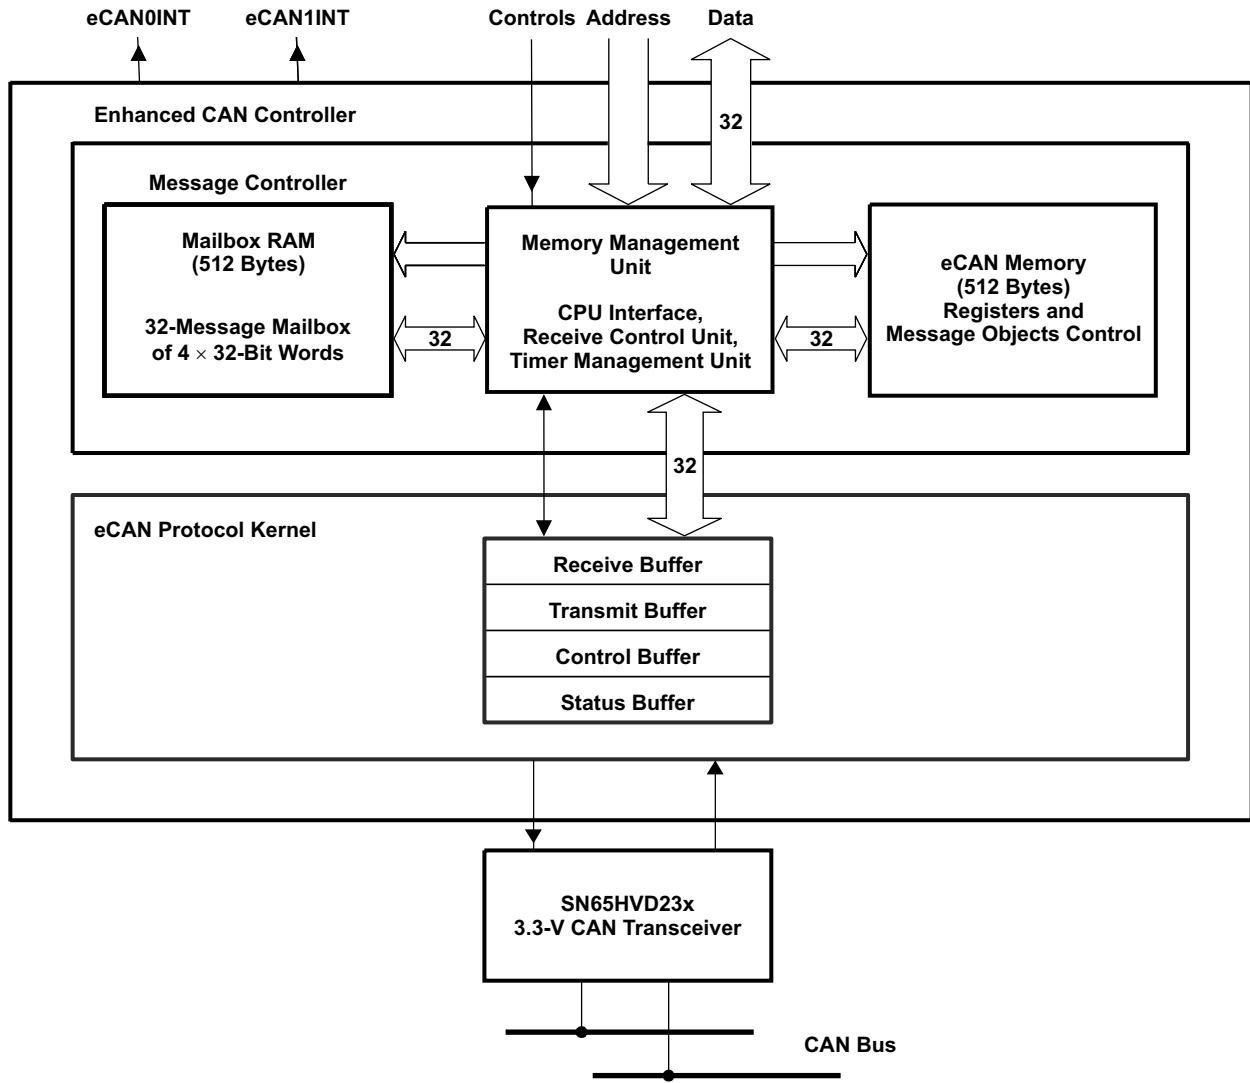 eCAN0INT
eCAN1INT
Controls
Address
Data
32
Enhanced CAN Controller
Message Controller
Mailbox RAM
(512 Bytes)
32-Message Mailbox
of 4 × 32-Bit Words
32
Memory Management
Unit
CPU Interface,
Receive Control Unit,
Timer Management Unit
32
eCAN Memory
(512 Bytes)
Registers and
Message Objects Control
32
eCAN Protocol Kernel
Receive Buffer
Transmit Buffer
Control Buffer
Status Buffer
SN65HVD23x
3.3-V CAN Transceiver
CAN Bus